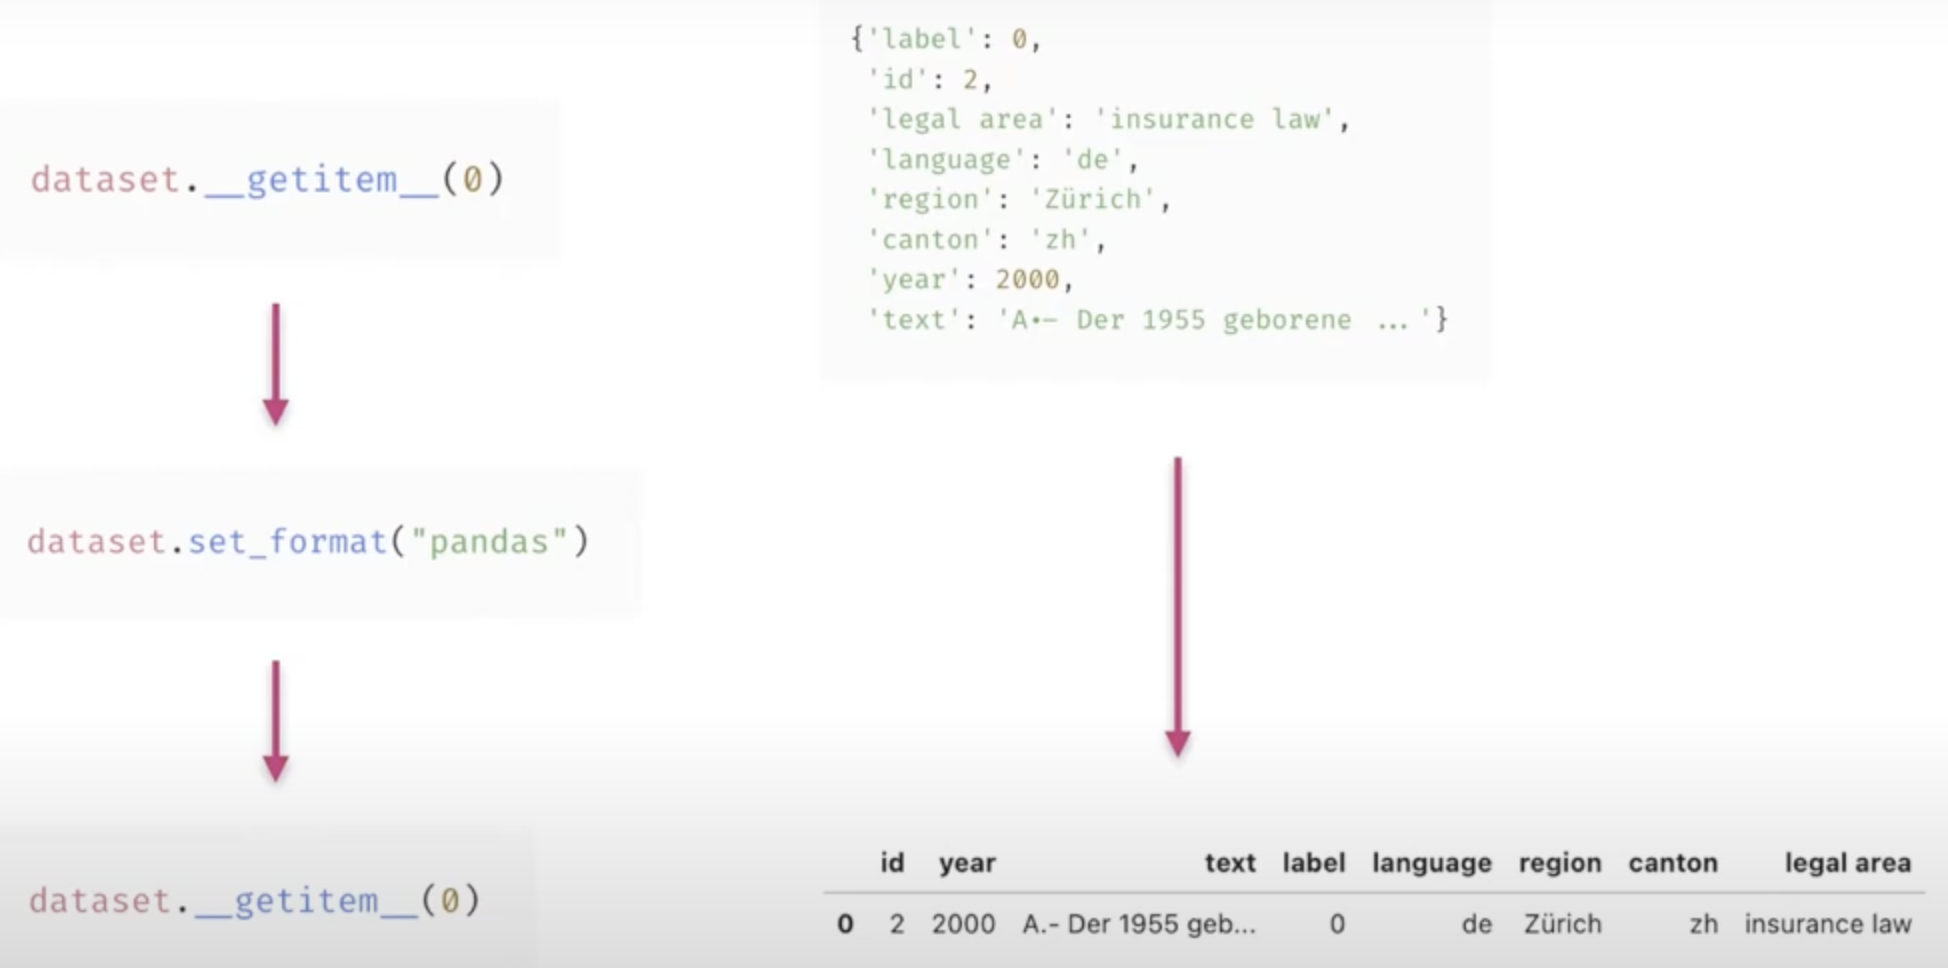 dataset.__getitem__(0)
dataset.set_format("pandas")
dataset.__getitem__(0)
{'label': 0,
'id': 2,
'legal area': 'insurance law',
'language': 'de',
'region': 'Zürich',
'canton': 'zh',
'year': 2000,
'text': 'A•– Der 1955 geborene ...'}
id year text label language region canton legal area
0 2 2000 A.- Der 1955 geb... 0 de Zürich zh insurance law